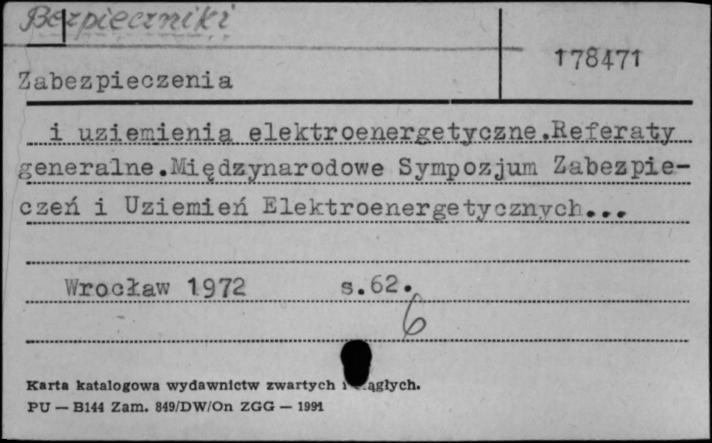 Bezpieczniki
178471
Zabezpieczenia
i uziemienia elektroenergetyczne.Referaty
generalne.Międzynarodowe Sympozjum Zabezpie-
czeń i Uziemień Elektroenergetycznych...
Wrocław 1972 s.62.
6
Karta katalogowa wydawnictw zwartych i ciągłych.
PU — B144 Zam. 849/DW/On ZGG — 1991